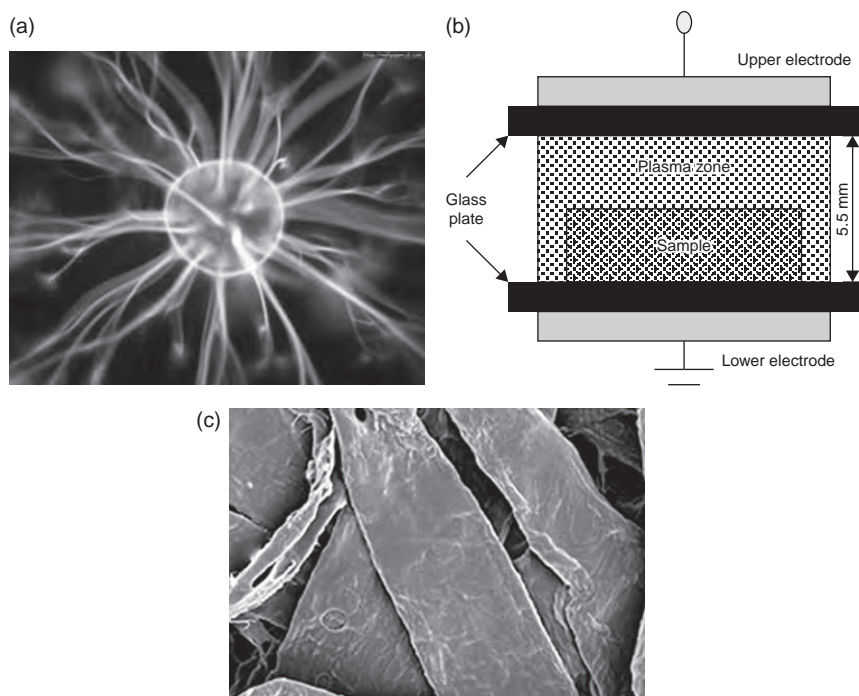 (a)
(b)
Upper electrode
Plasma zone
Glass
plate
5.5 mm
Sample
Lower electrode
(c)